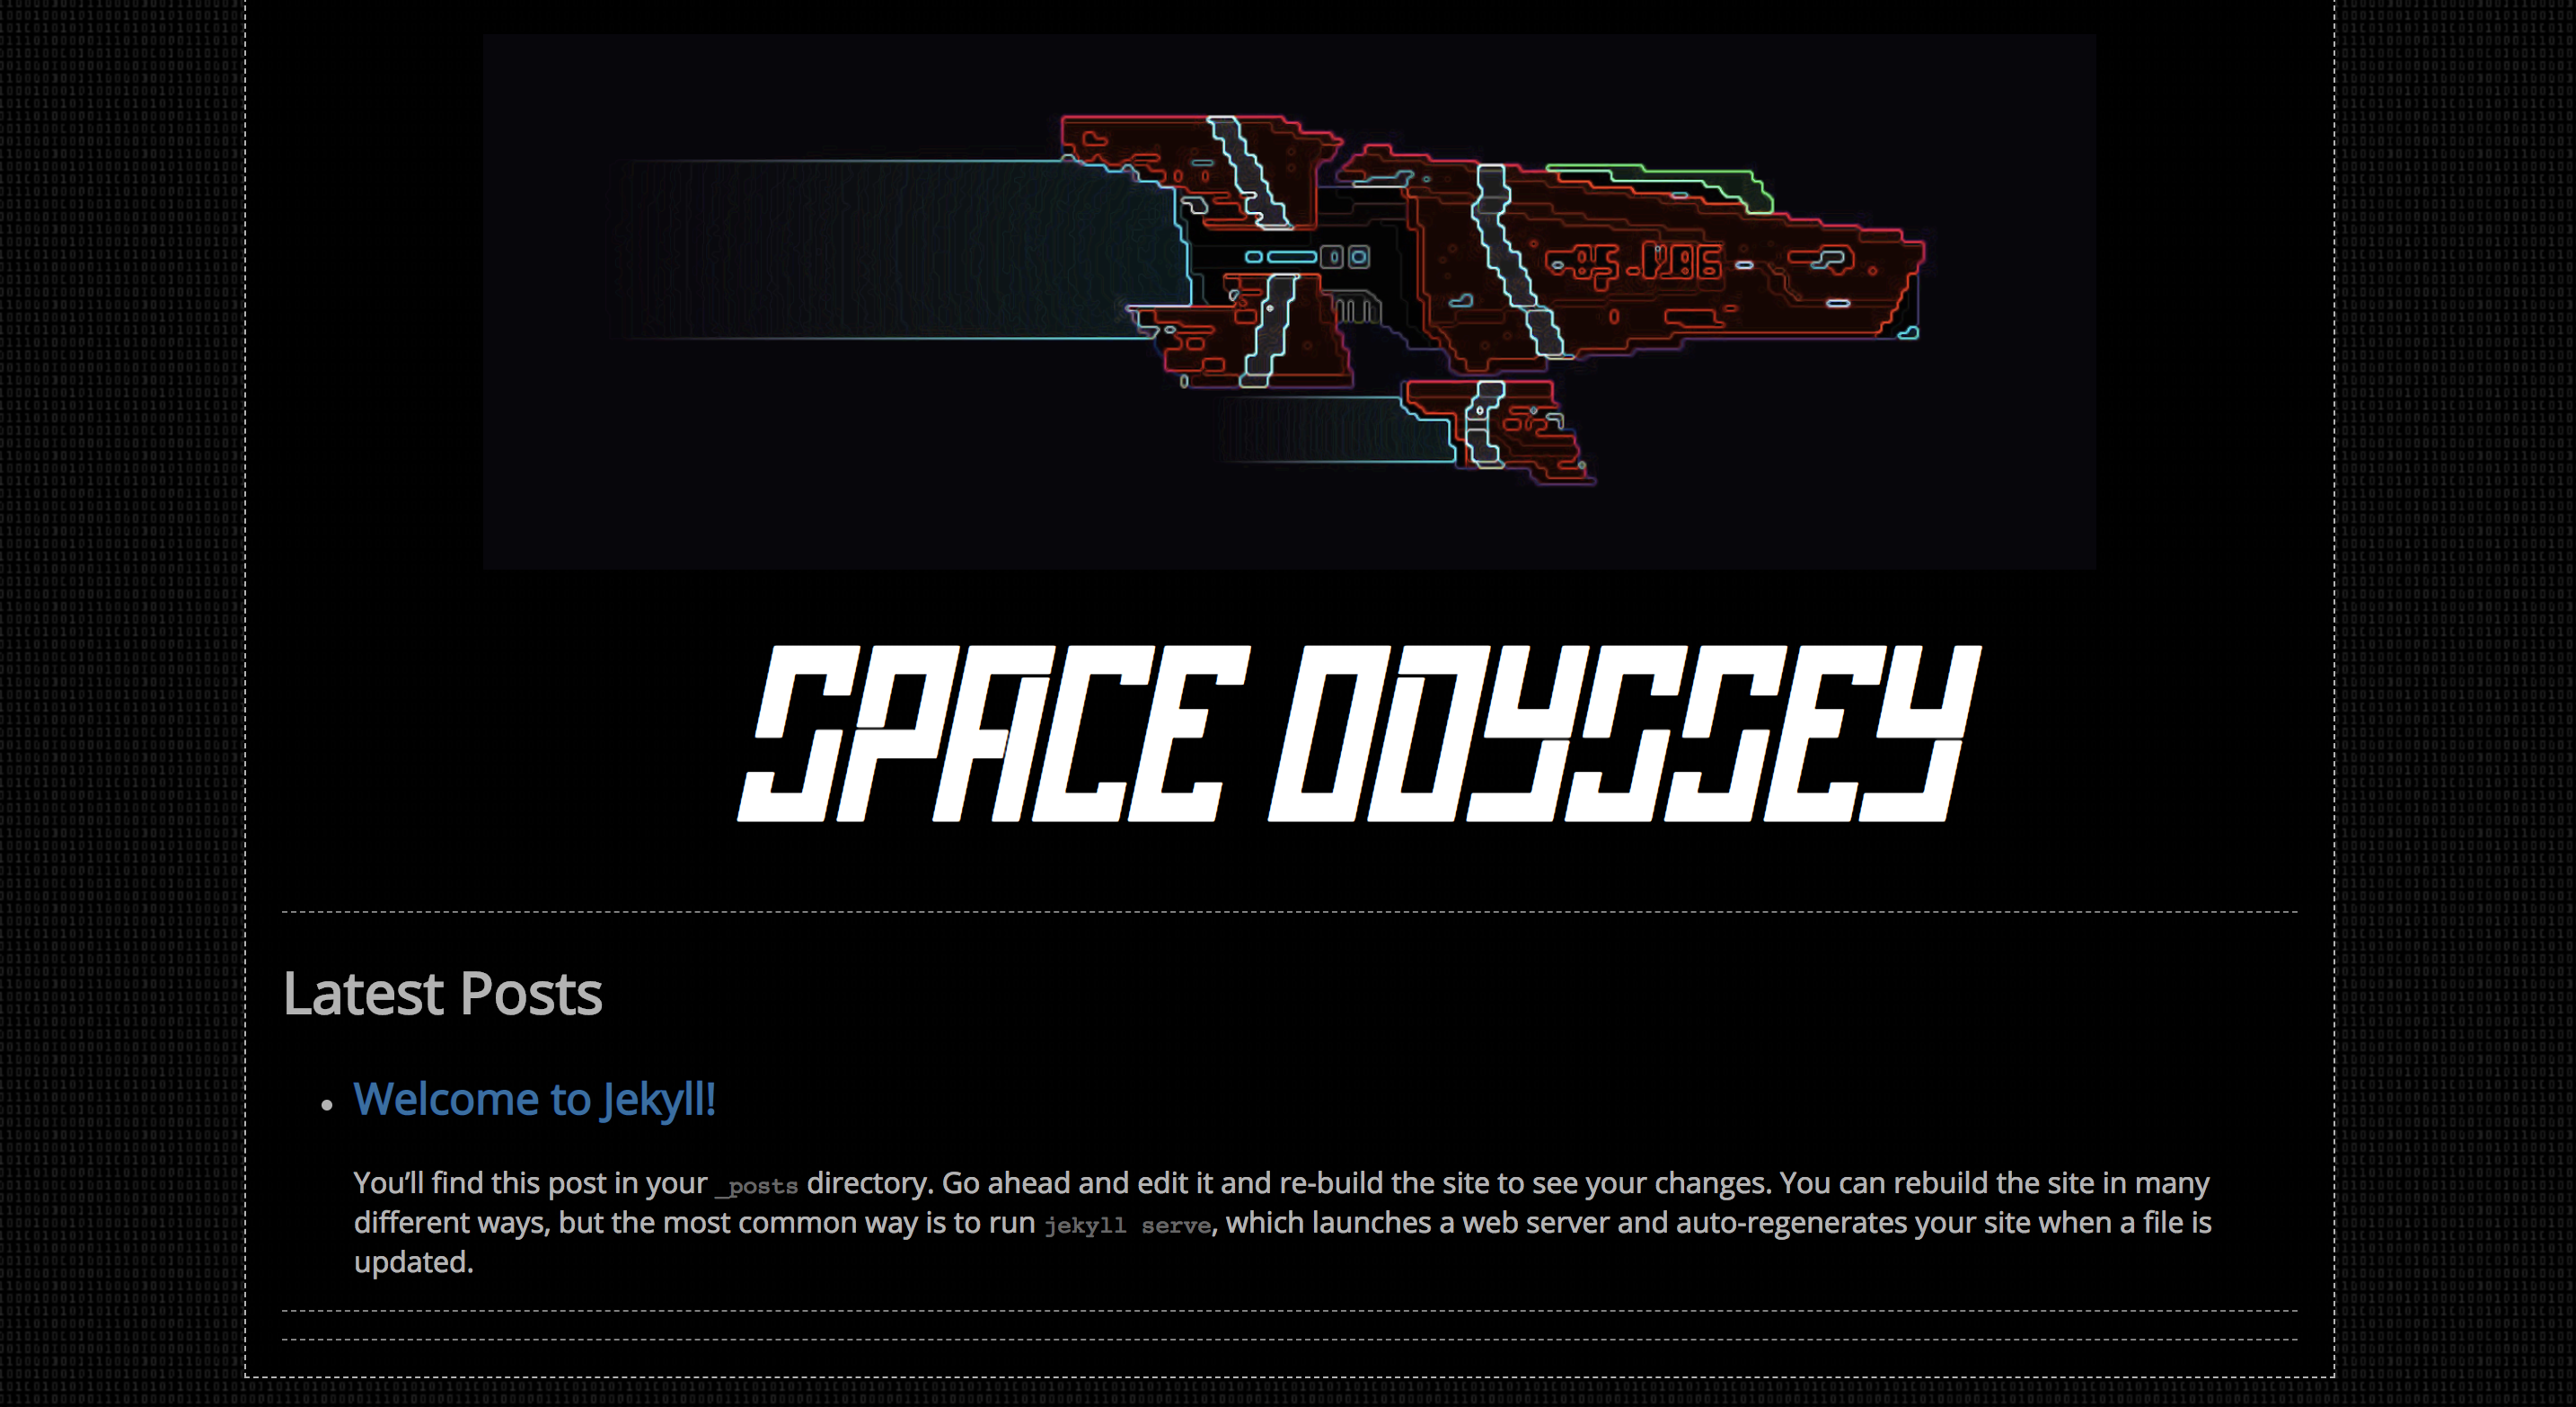 SPACE ODYSSEY
Latest Posts
Welcome to Jekyll!
You’ll find this post in your _posts directory. Go ahead and edit it and re-build the site to see your changes. You can rebuild the site in many
different ways, but the most common way is to run jekyll serve, which launches a web server and auto-regenerates your site when a file is
updated.